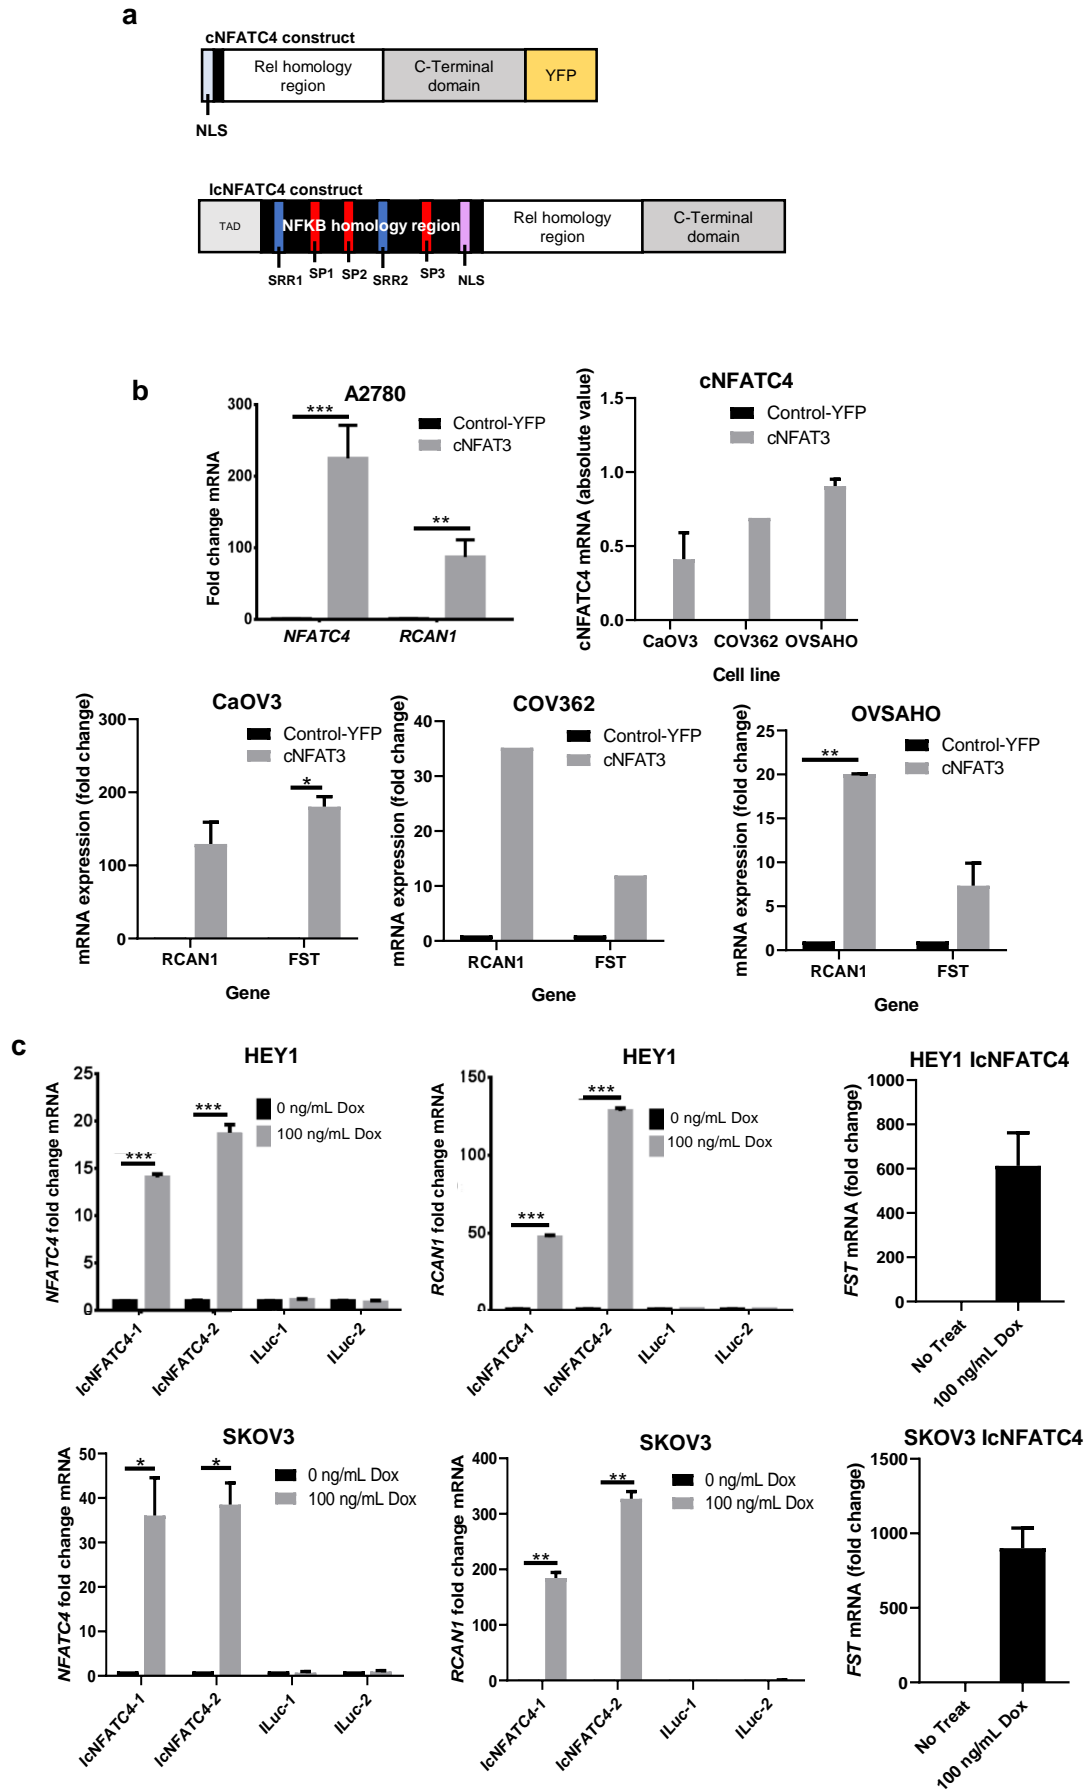 a
cNFATC4 construct
Rel homology
region
C-Terminal
domain
YFP
NLS
IcNFATC4 construct
TAD
NFKB homology region
Rel homology
region
C-Terminal
domain
SRR1
SP1
SP2
SRR2
SP3
NLS
b
A2780
Fold change mRNA
300
200
100
0
***
**
Control-YFP
cNFAT3
NFATC4
RCAN1
cNFATC4
cNFATC4 mRNA (absolute value)
1.5
1.0
0.5
0.0
Control-YFP
cNFAT3
CaOV3
COV362
OVSAHO
Cell line
CaOV3
mRNA expression (fold change)
300
200
100
0
Control-YFP
cNFAT3
*
RCAN1
FST
Gene
COV362
mRNA expression (fold change)
40
30
20
10
0
Control-YFP
cNFAT3
RCAN1
FST
Gene
OVSAHO
mRNA expression (fold change)
25
20
15
10
5
0
**
Control-YFP
cNFAT3
RCAN1
FST
Gene
c
HEY1
NFATC4 fold change mRNA
25
20
15
10
5
0
***
***
0 ng/mL Dox
100 ng/mL Dox
IcNFATC4-1
IcNFATC4-2
ILuc-1
ILuc-2
HEY1
RCAN1 fold change mRNA
150
100
50
0
***
***
0 ng/mL Dox
100 ng/mL Dox
IcNFATC4-1
IcNFATC4-2
ILuc-1
ILuc-2
HEY1 IcNFATC4
FST mRNA (fold change)
1000
800
600
400
200
0
No Treat
100 ng/mL Dox
SKOV3
NFATC4 fold change mRNA
50
40
30
20
10
0
*
*
0 ng/mL Dox
100 ng/mL Dox
IcNFATC4-1
IcNFATC4-2
ILuc-1
ILuc-2
SKOV3
RCAN1 fold change mRNA
400
300
200
100
0
**
**
0 ng/mL Dox
100 ng/mL Dox
IcNFATC4-1
IcNFATC4-2
ILuc-1
ILuc-2
SKOV3 IcNFATC4
FST mRNA (fold change)
1500
1000
500
0
No Treat
100 ng/mL Dox